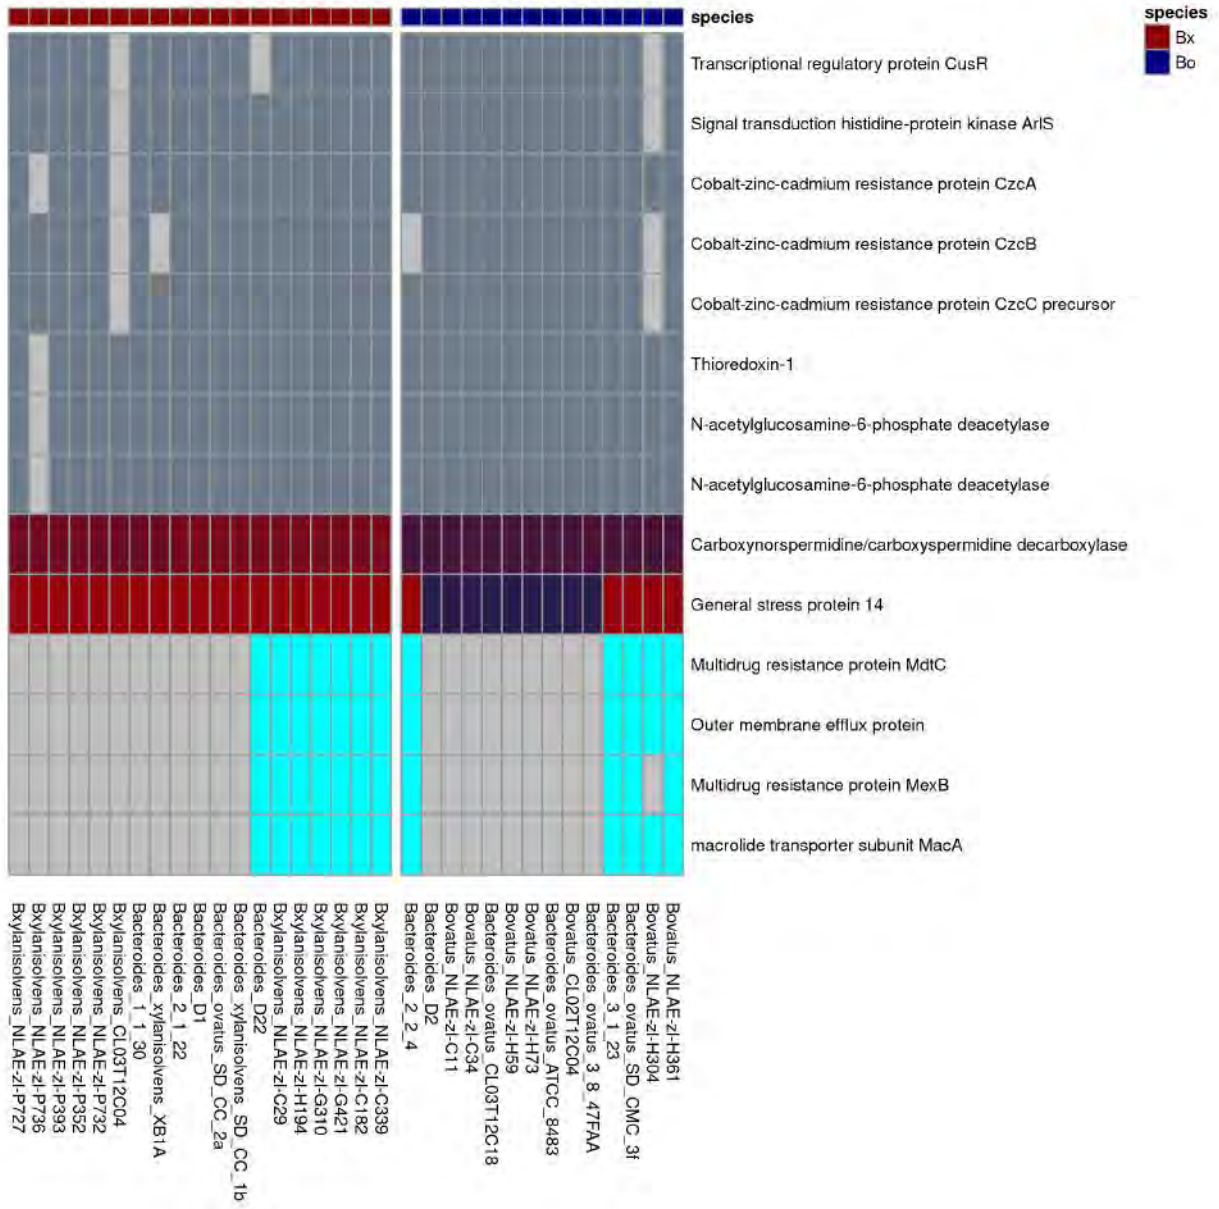 species
species
Bx
Bo
Transcriptional regulatory protein CusR
Signal transduction histidine-protein kinase ArlS
Cobalt-zinc-cadmium resistance protein CzcA
Cobalt-zinc-cadmium resistance protein CzcB
Cobalt-zinc-cadmium resistance protein CzcC precursor
Thioredoxin-1
N-acetylglucosamine-6-phosphate deacetylase
N-acetylglucosamine-6-phosphate deacetylase
Carboxynorspermidine/carboxyspermidine decarboxylase
General stress protein 14
Multidrug resistance protein MdtC
Outer membrane efflux protein
Multidrug resistance protein MexB
macrolide transporter subunit MacA
Bxylanisolvens_NLAE-zl-P727
Bxylanisolvens_NLAE-zl-P736
Bxylanisolvens_NLAE-zl-P393
Bxylanisolvens_NLAE-zl-P352
Bxylanisolvens_NLAE-zl-P732
Bxylanisolvens_CL03T12C04
Bacteroides_1_1_30
Bacteroides_xylanisolvens_XB1A
Bacteroides_2_1_22
Bacteroides_D1
Bacteroides_ovatus_SD_CC_2a
Bacteroides_xylanisolvens_SD_CC_1b
Bacteroides_D22
Bxylanisolvens_NLAE-zl-C29
Bxylanisolvens_NLAE-zl-H194
Bxylanisolvens_NLAE-zl-G310
Bxylanisolvens_NLAE-zl-G421
Bxylanisolvens_NLAE-zl-C182
Bxylanisolvens_NLAE-zl-C339
Bacteroides_2_2_4
Bacteroides_D2
Bovatus_NLAE-zl-C11
Bovatus_NLAE-zl-C34
Bacteroides_ovatus_CL03T12C18
Bovatus_NLAE-zl-H59
Bovatus_NLAE-zl-H73
Bacteroides_ovatus_ATCC_8483
Bovatus_CL02T12C04
Bacteroides_ovatus_3_8_47FAA
Bacteroides_3_1_23
Bacteroides_ovatus_SD_CMC_3f
Bovatus_NLAE-zl-H304
Bovatus_NLAE-zl-H361